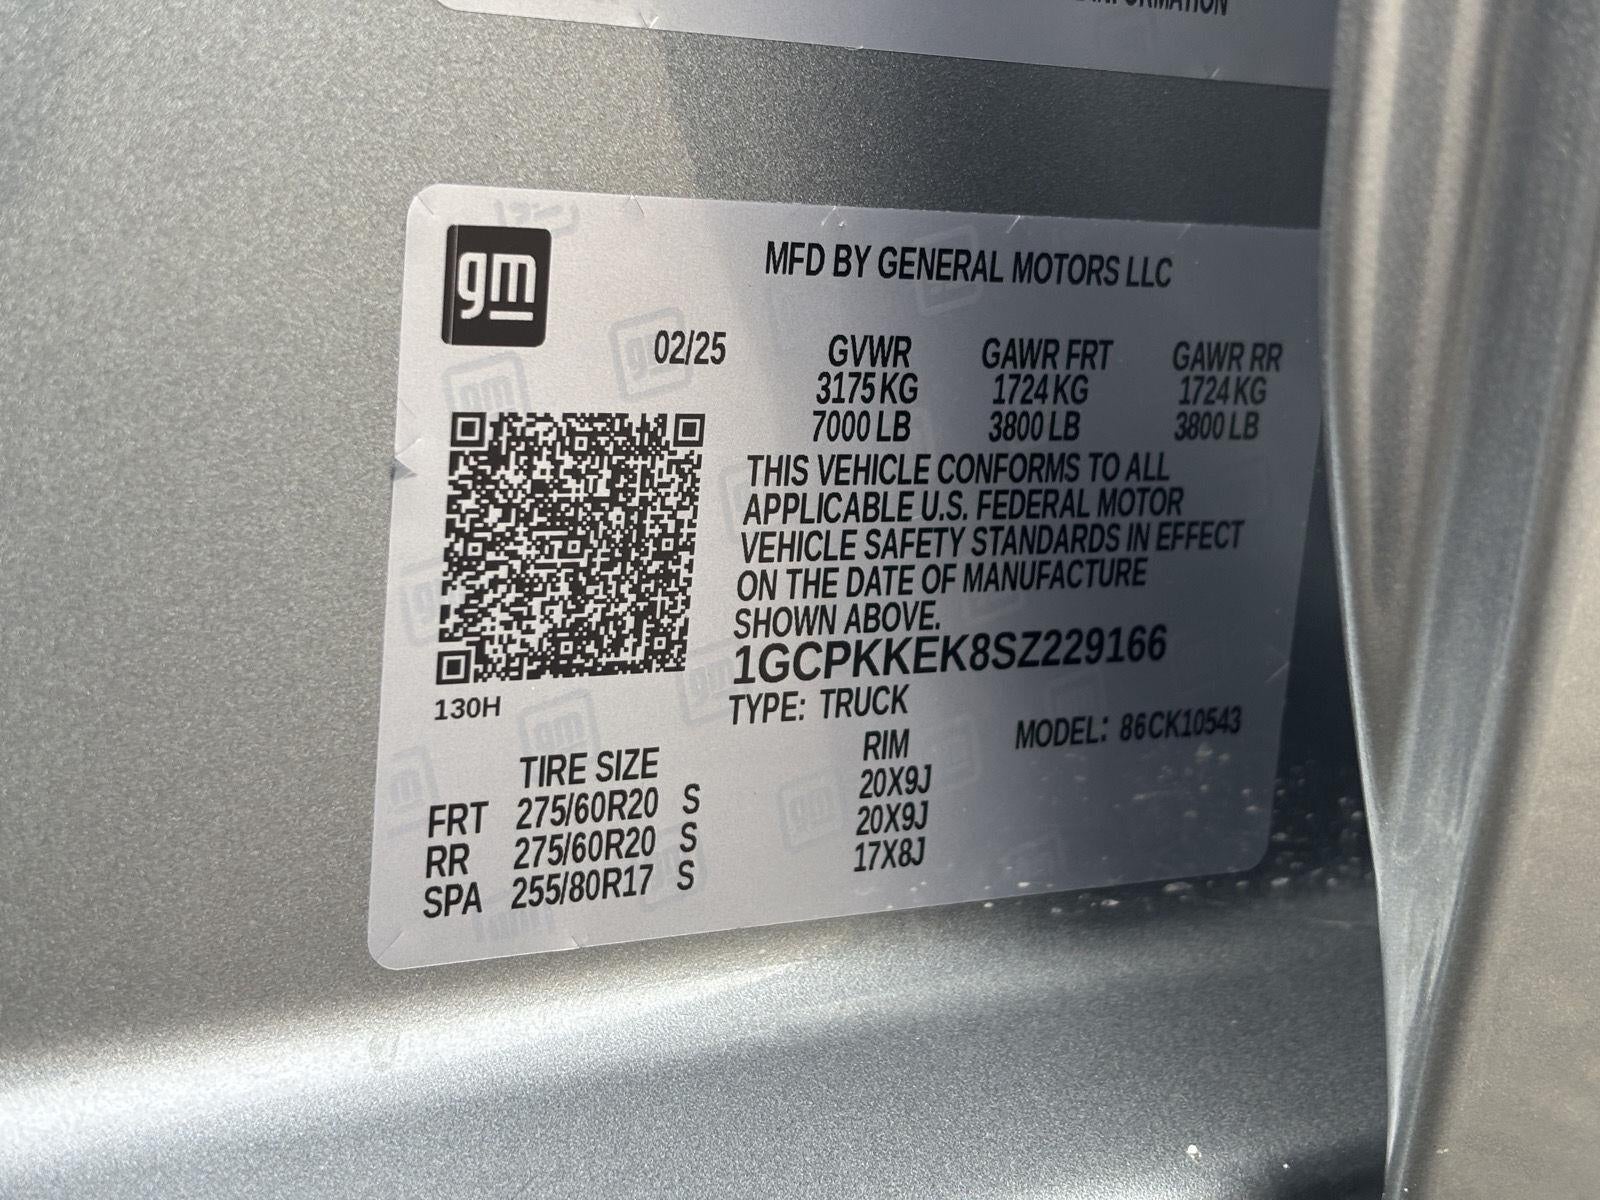 INFORMATION
gm
MFD BY GENERAL MOTORS LLC
02/25 GVWR GAWR FRT GAWR RR
3175 KG 1724 KG 1724 KG
7000 LB 3800 LB 3800 LB
THIS VEHICLE CONFORMS TO ALL
APPLICABLE U.S. FEDERAL MOTOR
VEHICLE SAFETY STANDARDS IN EFFECT
ON THE DATE OF MANUFACTURE
SHOWN ABOVE.
1GCPKKEK8SZ229166
130H
TYPE: TRUCK
MODEL: 86CK10543
TIRE SIZE RIM
FRT 275/60R20 S 20X9J
RR 275/60R20 S 20X9J
SPA 255/80R17 S 17X8J